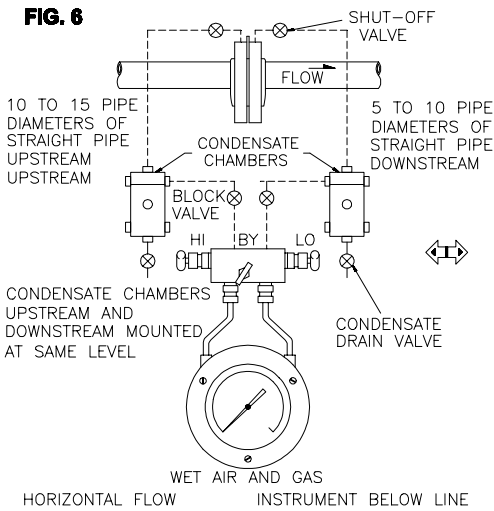 FIG. 6
SHUT-OFF
VALVE
FLOW
10 TO 15 PIPE
DIAMETERS OF
STRAIGHT PIPE
UPSTREAM
UPSTREAM
5 TO 10 PIPE
DIAMETERS OF
STRAIGHT PIPE
DOWNSTREAM
CONDENSATE
CHAMBERS
BLOCK
VALVE
HI
BY
LO
CONDENSATE CHAMBERS
UPSTREAM AND
DOWNSTREAM MOUNTED
AT SAME LEVEL
CONDENSATE
DRAIN VALVE
WET AIR AND GAS
HORIZONTAL FLOW
INSTRUMENT BELOW LINE